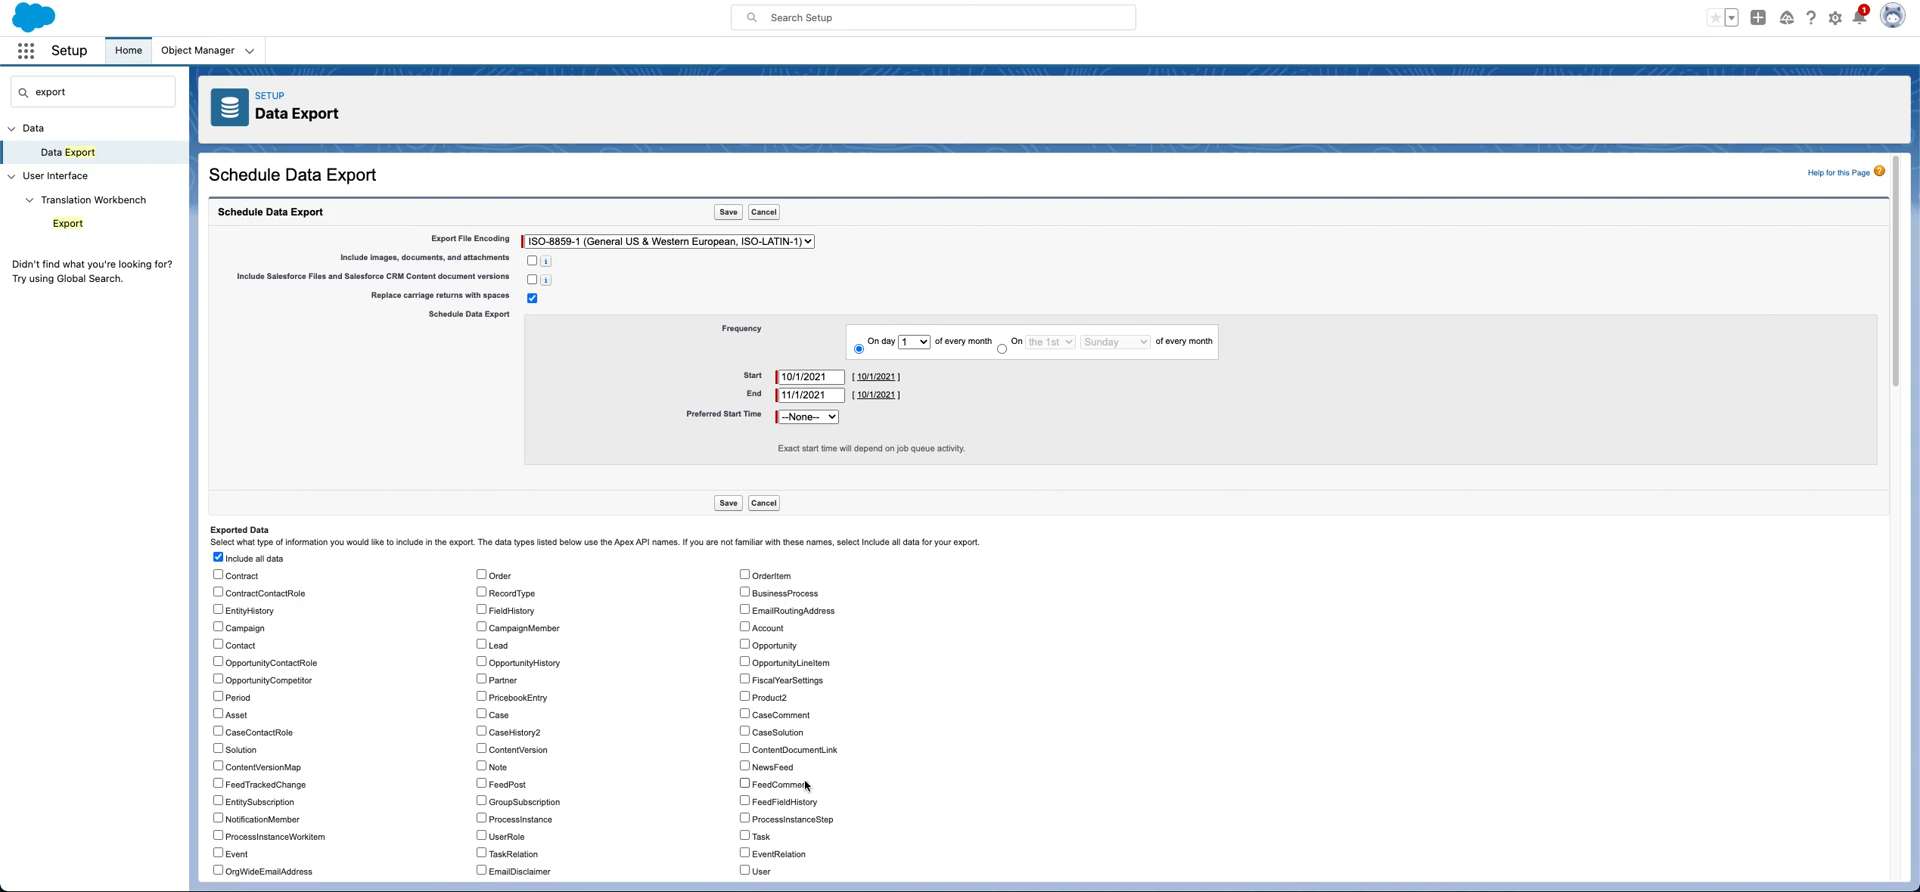 Search Setup
1
Setup
Home
Object Manager
export
Data
Data Export
User Interface
Translation Workbench
Export
Didn't find what you're looking for?
Try using Global Search.
SETUP
Data Export
Schedule Data Export
Help for this Page
Schedule Data Export
Save Cancel
Export File Encoding ISO-8859-1 (General US & Western European, ISO-LATIN-1)
Include images, documents, and attachments i
Include Salesforce Files and Salesforce CRM Content document versions i
Replace carriage returns with spaces
Schedule Data Export
Frequency On day 1 of every month On the 1st Sunday of every month
Start 10/1/2021 [ 10/1/2021 ]
End 11/1/2021 [ 10/1/2021 ]
Preferred Start Time --None--
Exact start time will depend on job queue activity.
Save Cancel
Exported Data
Select what type of information you would like to include in the export. The data types listed below use the Apex API names. If you are not familiar with these names, select Include all data for your export.
Include all data
Contract Order OrderItem
ContractContactRole RecordType BusinessProcess
EntityHistory FieldHistory EmailRoutingAddress
Campaign CampaignMember Account
Contact Lead Opportunity
OpportunityContactRole OpportunityHistory OpportunityLineItem
OpportunityCompetitor Partner FiscalYearSettings
Period PricebookEntry Product2
Asset Case CaseComment
CaseContactRole CaseHistory2 CaseSolution
Solution ContentVersion ContentDocumentLink
ContentVersionMap Note NewsFeed
FeedTrackedChange FeedPost FeedComment
EntitySubscription GroupSubscription FeedFieldHistory
NotificationMember ProcessInstance ProcessInstanceStep
ProcessInstanceWorkitem UserRole Task
Event TaskRelation EventRelation
OrgWideEmailAddress EmailDisclaimer User